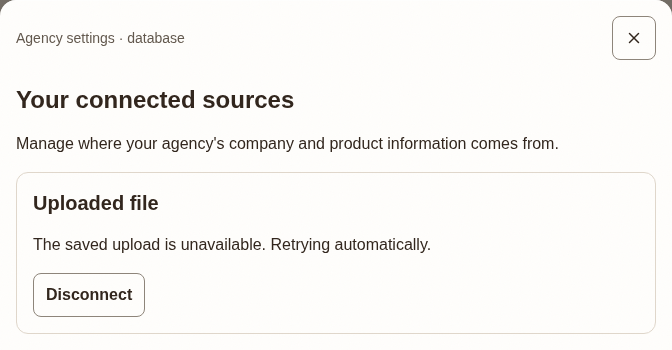 Agency settings · database
×
Your connected sources
Manage where your agency's company and product information comes from.
Uploaded file
The saved upload is unavailable. Retrying automatically.
Disconnect